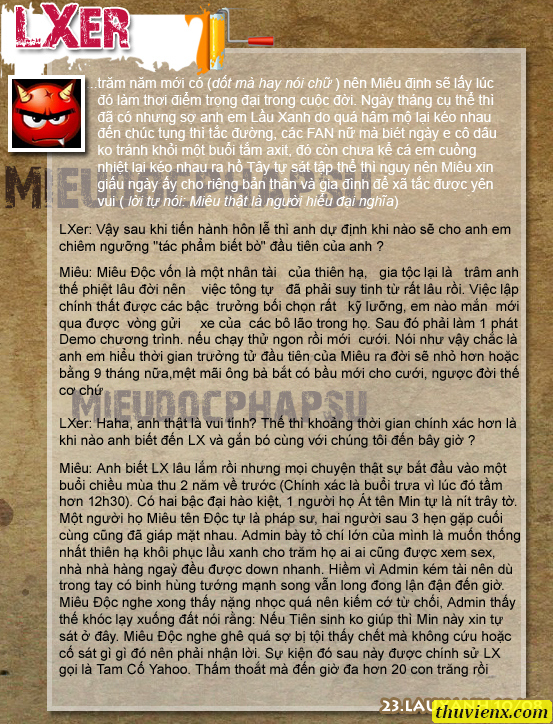 LXER
...trăm năm mới có (dốt mà hay nói chữ ) nên Miêu định sẽ lấy lúc
đó làm thơi điểm trọng đại trong cuộc đời. Ngày tháng cụ thể thì
đã có nhưng sợ anh em Lầu Xanh do quá hâm mộ lại kéo nhau
đến chúc tụng thì tắc đường, các FAN nữ mà biét ngày e cô dâu
ko tránh khỏi một buổi tắm axit, đó còn chưa kể cá em cuồng
nhiệt lại kéo nhau ra hồ Tây tự sát tập thể thì nguy nên Miêu xin
giấu ngày ấy cho riêng bản thân và gia đình để xã tắc được yên
vui ( lời tự nói: Miêu thật là người hiểu đại nghĩa)
MIEUDOCPHAPSU
LXer: Vậy sau khi tiến hành hôn lễ thì anh dự định khi nào sẽ cho anh em
chiêm ngưỡng "tác phẩm biết bò" đầu tiên của anh ?
Miêu: Miêu Độc vốn là một nhân tài của thiên hạ, gia tộc lại là trâm anh
thế phiệt lâu đời nên việc tông tự đã phải suy tinh từ rất lâu rồi. Việc lập
chính thất được các bậc trưởng bối chọn rất kỹ lưỡng, em nào mắn mới
qua được vòng gửi xe của các bô lão trong họ. Sau đó phải làm 1 phát
Demo chương trình. nếu chạy thử ngon rồi mới cưới. Nói như vậy chắc là
anh em hiểu thời gian trưởng tử đầu tiên của Miêu ra đời sẽ nhỏ hơn hoặc
bằng 9 tháng nữa,mệt mãi ông bà bắt có bầu mới cho cưới, ngược đời thế
cơ chứ
MIEUDOCPHAPSU
LXer: Haha, anh thật là vui tính? Thế thì khoảng thời gian chính xác hơn là
khi nào anh biết đến LX và gắn bó cùng với chúng tôi đến bây giờ ?
Miêu: Anh biết LX lâu lắm rồi nhưng mọi chuyện thật sự bắt đầu vào một
buổi chiều mùa thu 2 năm về trước (Chính xác là buổi trưa vì lúc đó tầm
hơn 12h30). Có hai bậc đại hào kiệt, 1 người họ Át tên Min tự là nít trây tờ.
Một người họ Miêu tên Độc tự là pháp sư, hai người sau 3 hẹn gặp cuối
cùng cũng đã giáp mặt nhau. Admin bày tỏ chí lớn của mình là muốn thống
nhất thiên hạ khôi phục lầu xanh cho trăm họ ai ai cũng được xem sex,
nhà nhà hàng ngaỳ đều được down nhanh. Hiềm vì Admin kém tài nên dù
trong tay có binh hùng tướng mạnh song vẫn long đong lận đận đến giờ.
Miêu Độc nghe xong thấy nặng nhọc quá nên kiếm cớ từ chối, Admin thấy
thế khóc lạy xuống đất nói rằng: Nếu Tiên sinh ko giúp thì Min này xin tự
sát ở đây. Miêu Độc nghe ghê quá sợ bị tội thấy chết mà không cứu hoặc
cố sát gì gì đó nên phải nhận lời. Sự kiện đó sau này được chính sử LX
gọi là Tam Cố Yahoo. Thấm thoắt mà đến giờ đa hơn 20 con trăng rồi
thuvienx.com